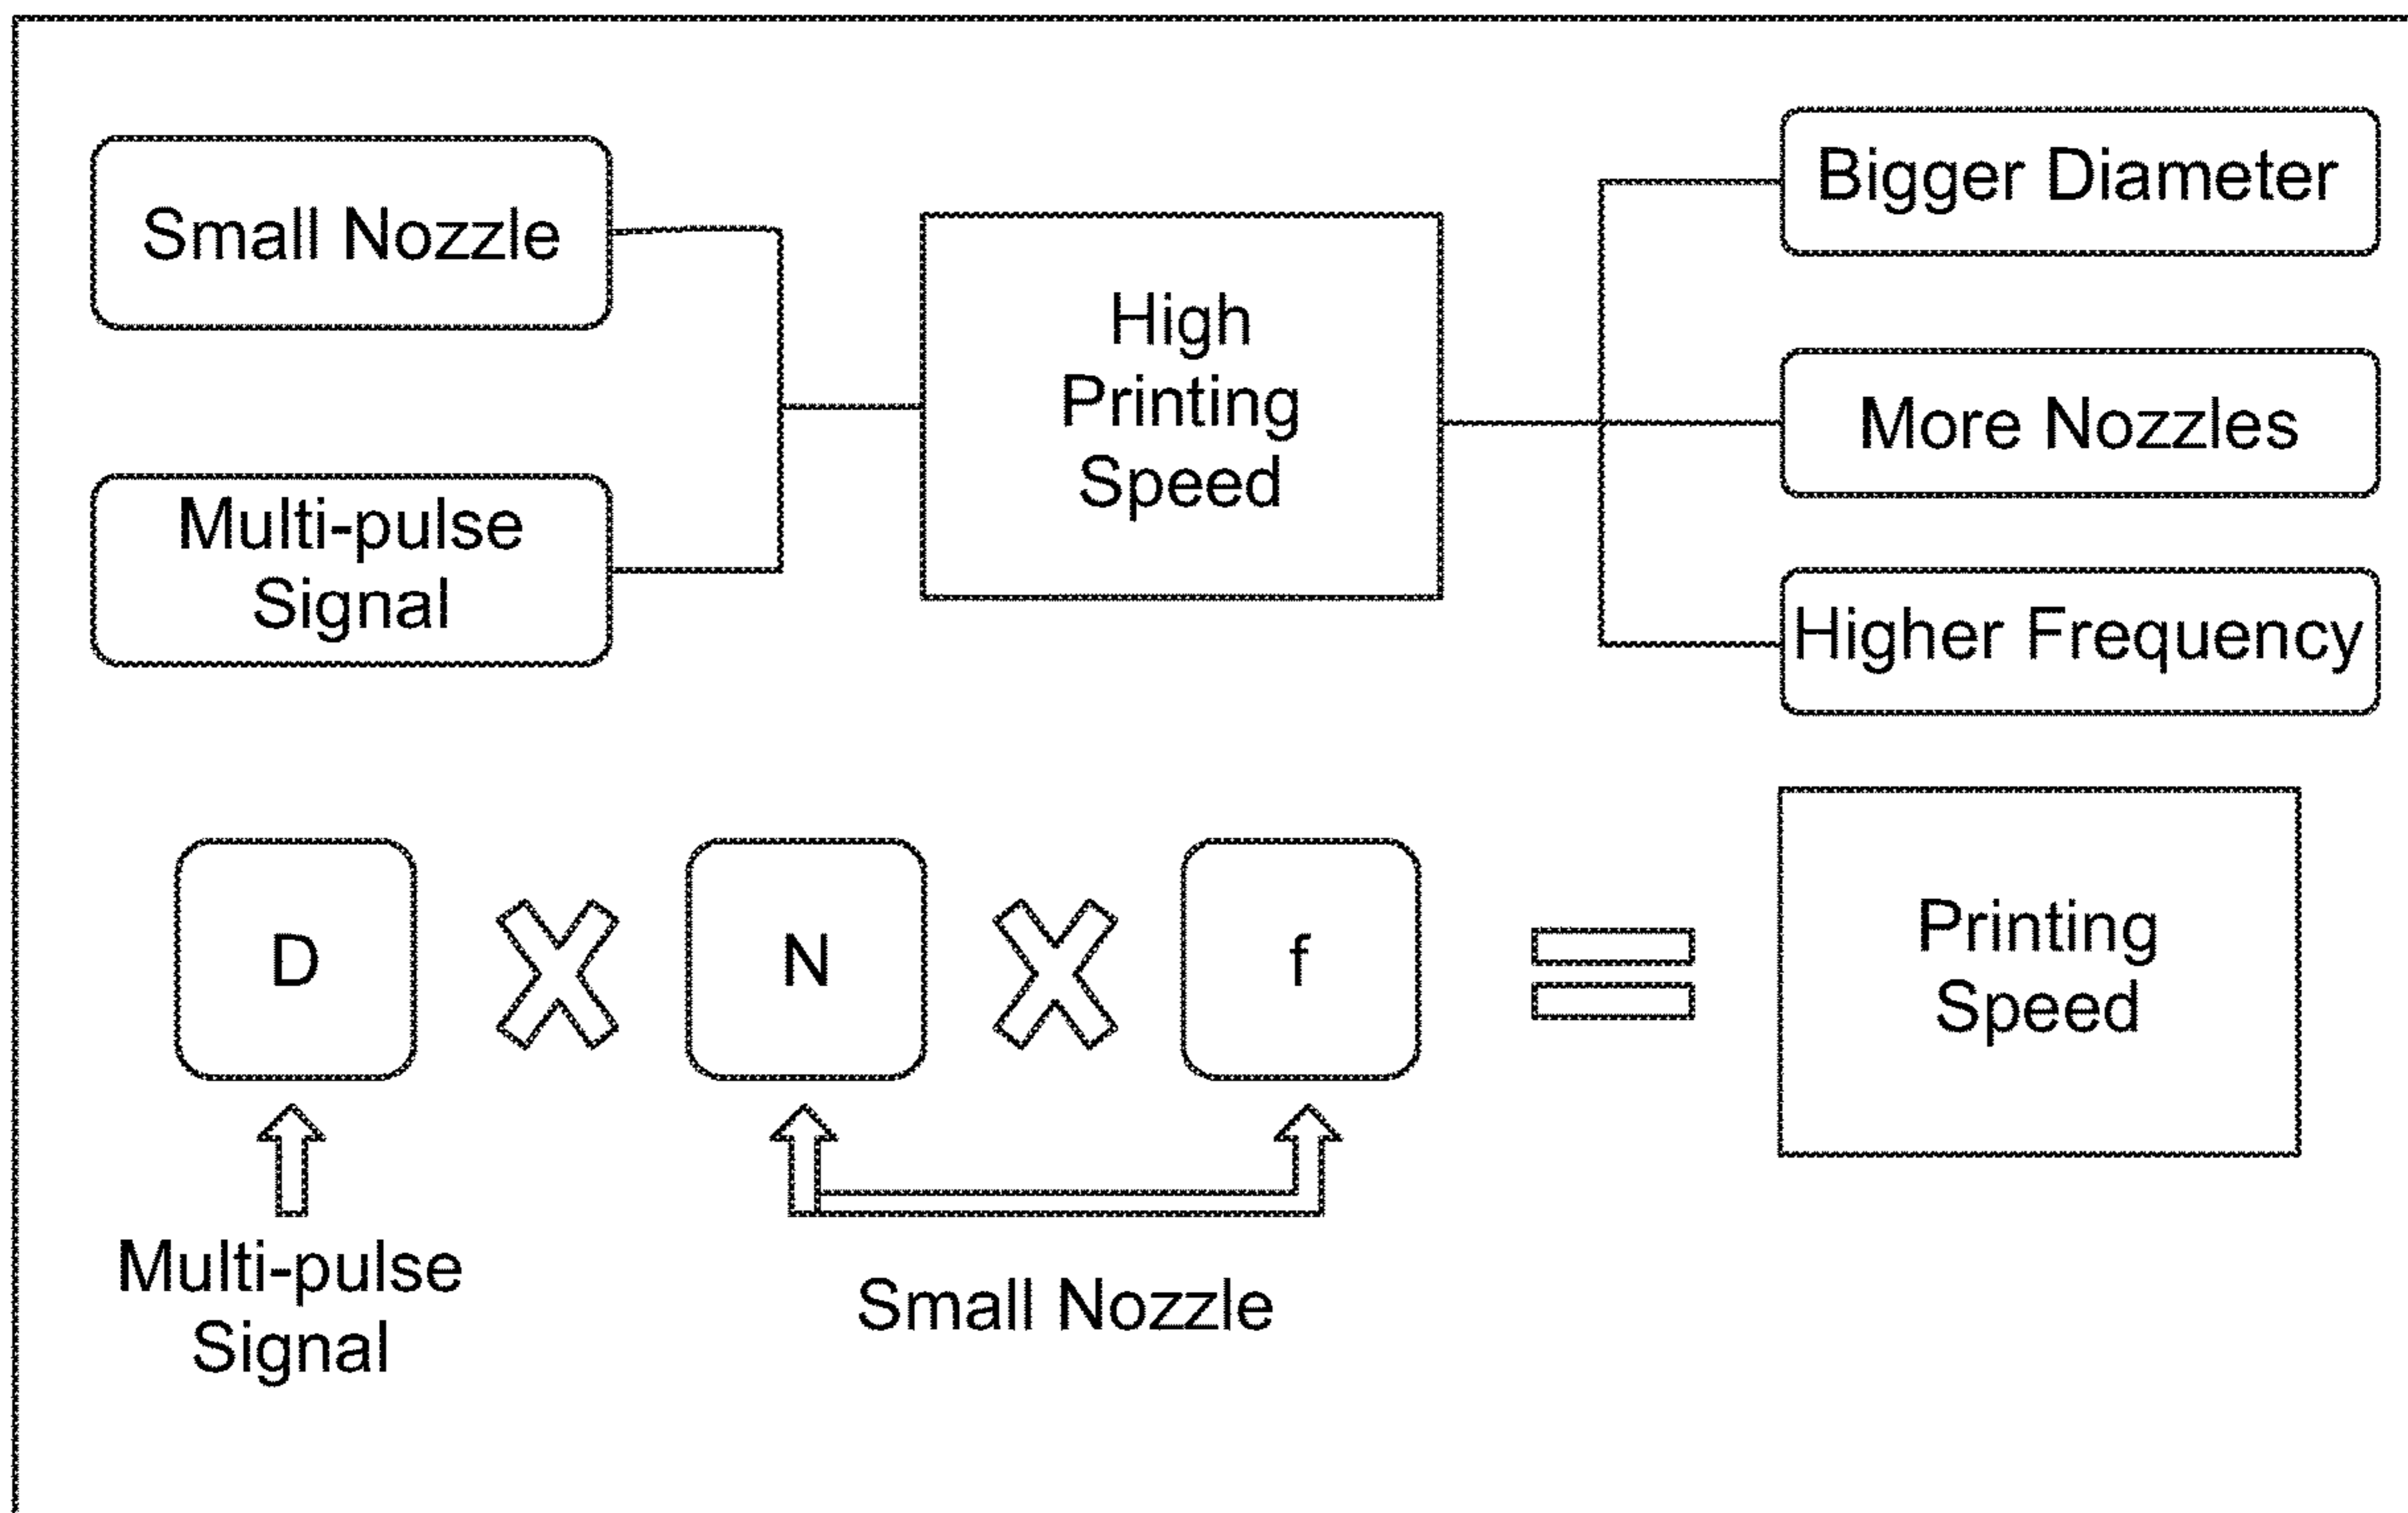 Small Nozzle
Multi-pulse
Signal
High
Printing
Speed
Bigger Diameter
More Nozzles
Higher Frequency
D
N
f
Printing
Speed
Multi-pulse
Signal
Small Nozzle